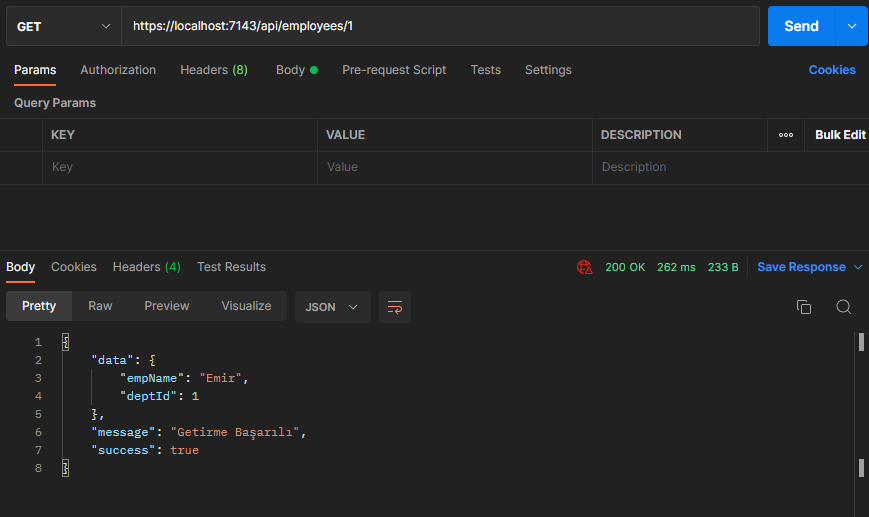 GET https://localhost:7143/api/employees/1 Send
Params Authorization Headers (8) Body Pre-request Script Tests Settings Cookies
Query Params
KEY VALUE DESCRIPTION Bulk Edit
Key Value Description
Body Cookies Headers (4) Test Results 200 OK 262 ms 233 B Save Response
Pretty Raw Preview Visualize JSON
1 {
2 "data": {
3 "empName": "Emir",
4 "deptId": 1
5 },
6 "message": "Getirme Başarılı",
7 "success": true
8 }